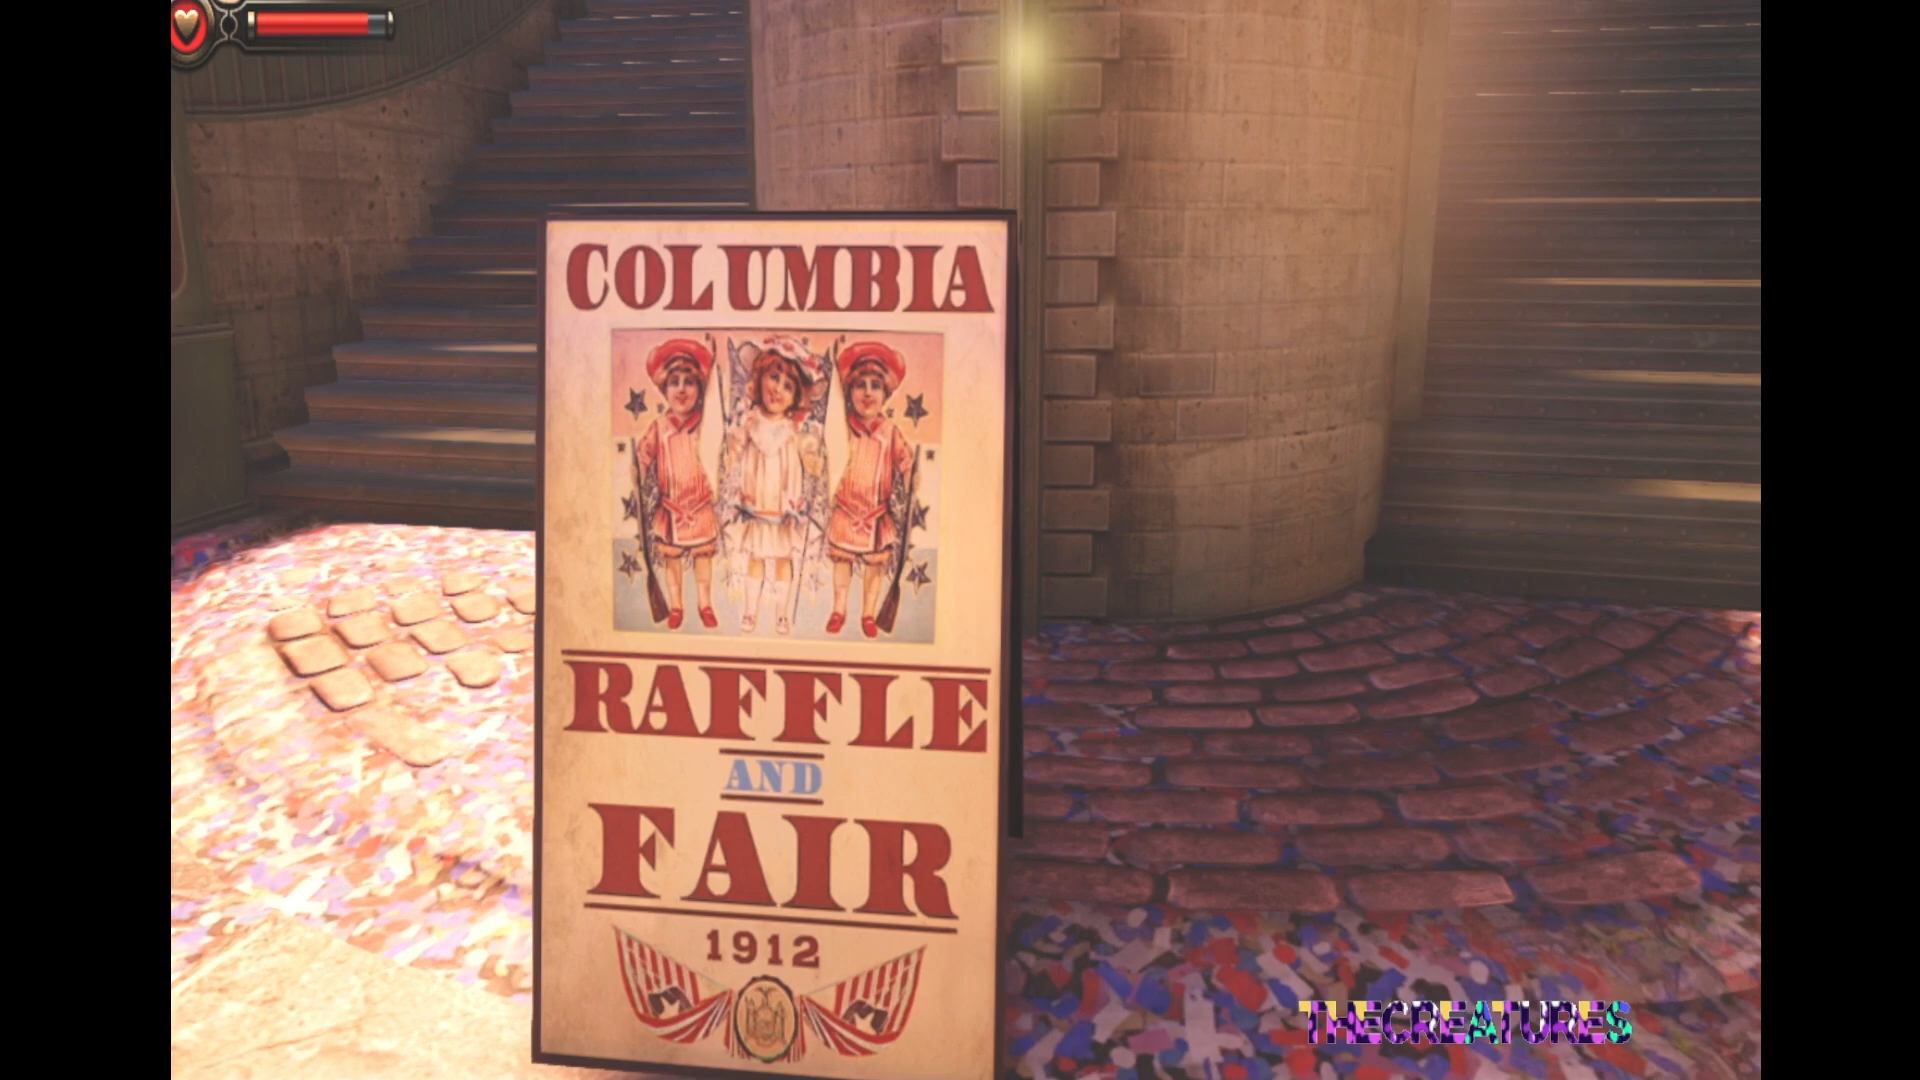 COLUMBIA
RAFFLE
AND
FAIR
1912
THECREATURES